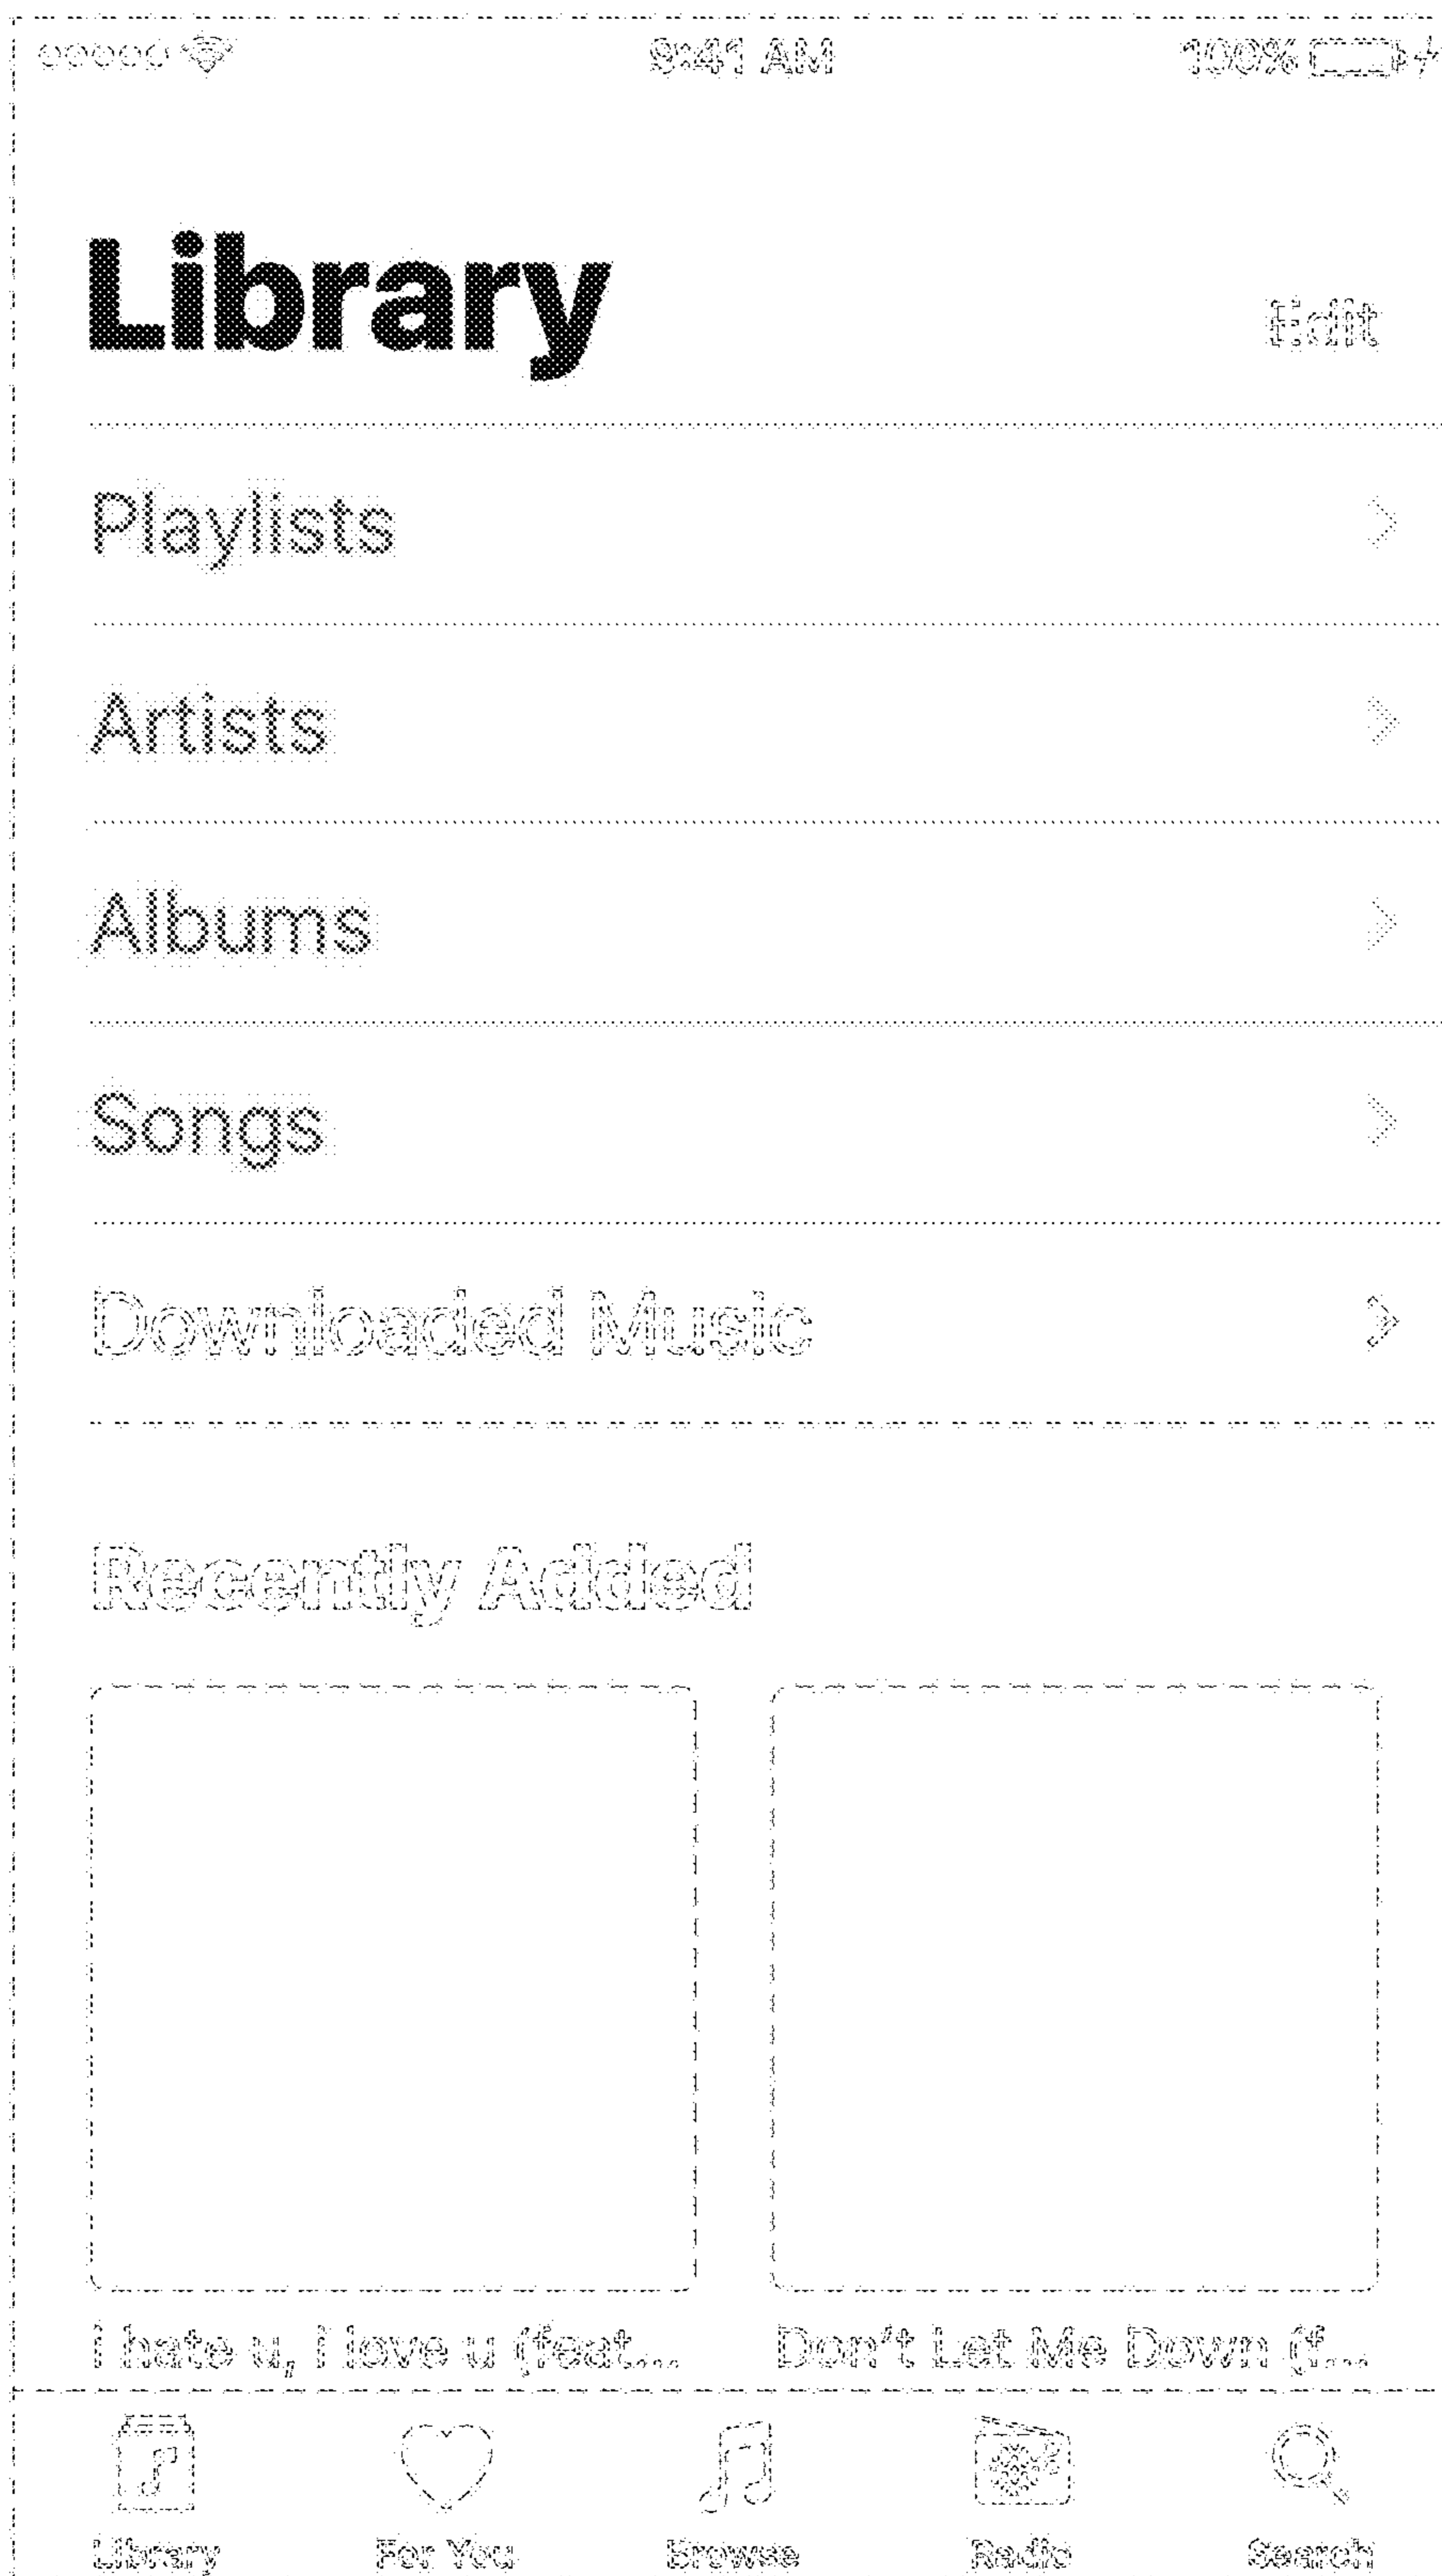 9:41 AM 100%
Library Edit
Playlists
Artists
Albums
Songs
Downloaded Music
Recently Added
I hate u, I love u (feat... Don't Let Me Down (f...
Library For You Browse Radio Search